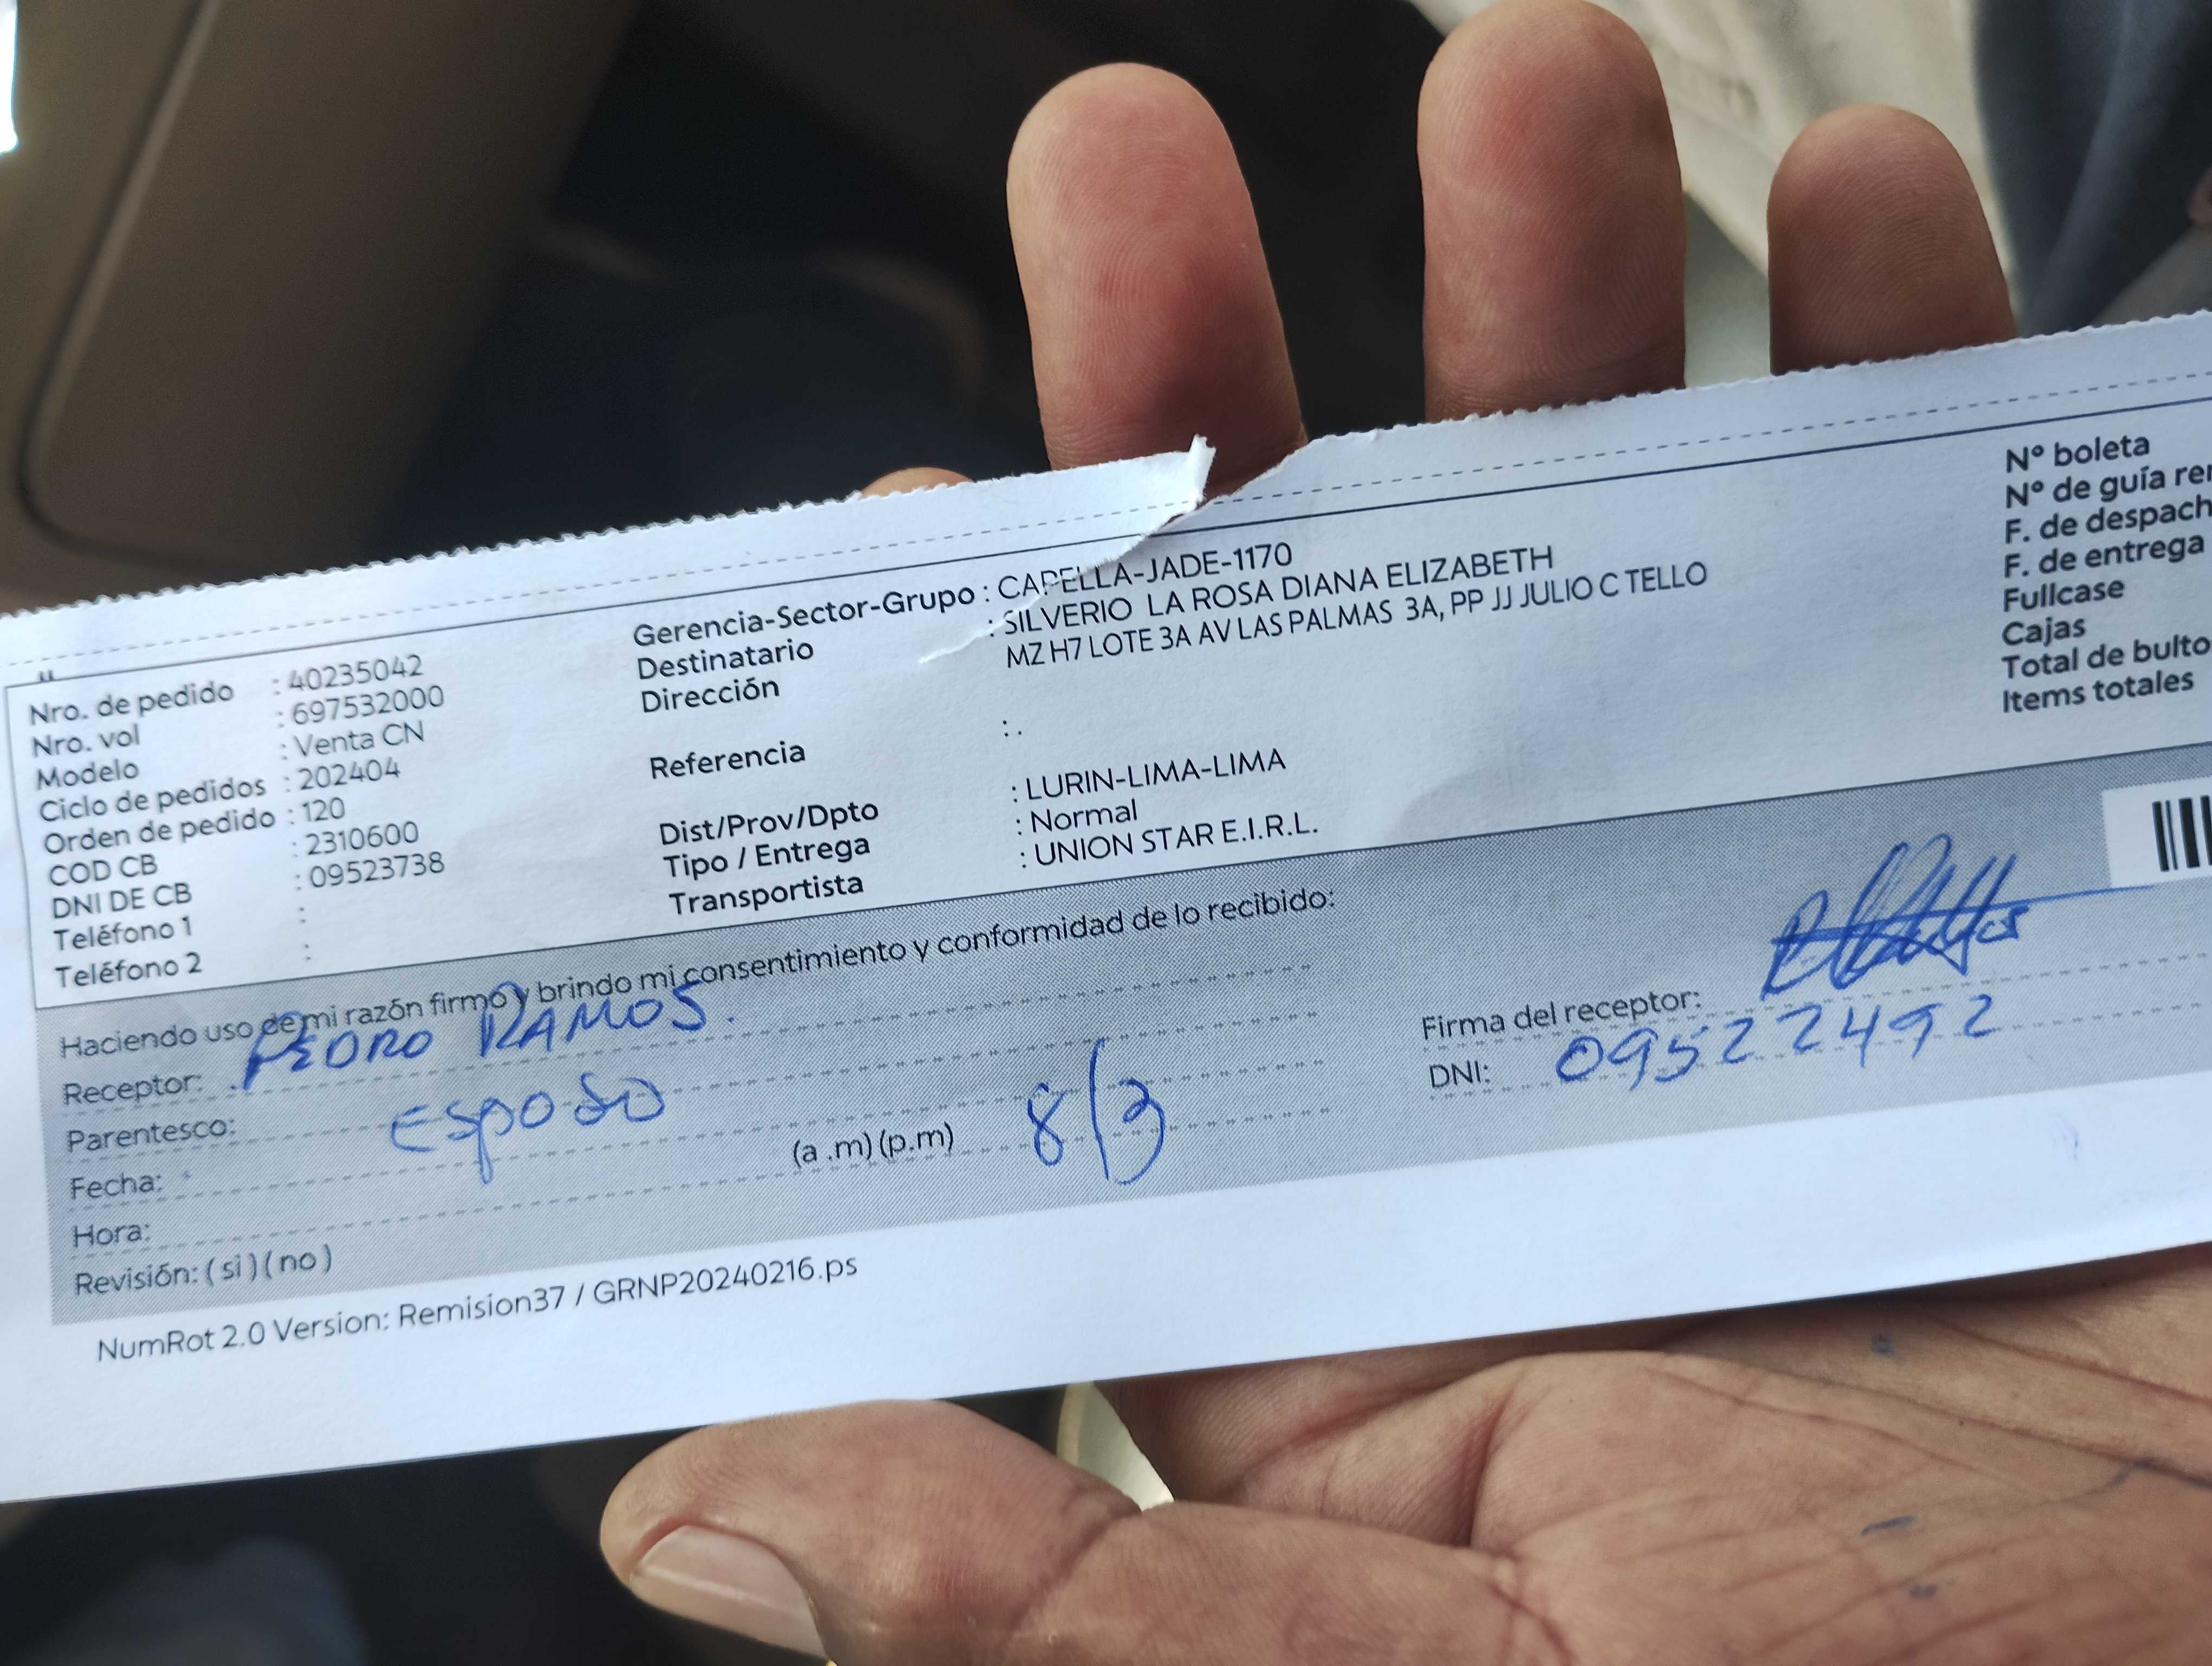 Nro. de pedido : 40235042
Nro. vol : 697532000
Modelo : Venta CN
Ciclo de pedidos : 202404
Orden de pedido : 120
COD CB : 2310600
DNI DE CB : 09523738
Teléfono 1 :
Teléfono 2 :
Gerencia-Sector-Grupo : CAPELLA-JADE-1170
Destinatario : SILVERIO LA ROSA DIANA ELIZABETH
Dirección MZ H7 LOTE 3A AV LAS PALMAS 3A, PP JJ JULIO C TELLO
Referencia : .
Dist/Prov/Dpto : LURIN-LIMA-LIMA
Tipo / Entrega : Normal
Transportista : UNION STAR E.I.R.L.
Nº boleta
Nº de guía
F. de
F. de entrega
Fullcase
Cajas
Total de
Items totales
Haciendo uso de mi razón firmo y brindo mi consentimiento y conformidad de lo recibido:
Receptor: PEDRO RAMOS.
Parentesco: Esposo
Fecha:
Hora: (a .m) (p.m) 8/3
Revisión: ( si ) ( no )
Firma del receptor:
DNI: 09522492
NumRot 2.0 Version: Remision37 / GRNP20240216.ps